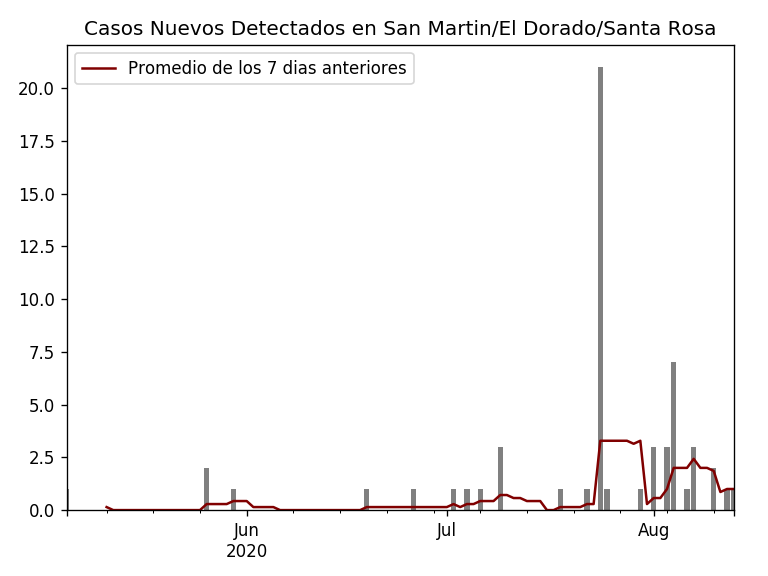 Casos Nuevos Detectados en San Martin/El Dorado/Santa Rosa
Promedio de los 7 dias anteriores
20.0
17.5
15.0
12.5
10.0
7.5
5.0
2.5
0.0
Jun
2020
Jul
Aug